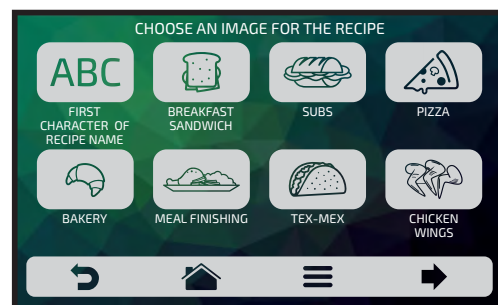 CHOOSE AN IMAGE FOR THE RECIPE
ABC
FIRST
CHARACTER OF
RECIPE NAME
BREAKFAST
SANDWICH
SUBS
PIZZA
BAKERY
MEAL FINISHING
TEX-MEX
CHICKEN
WINGS